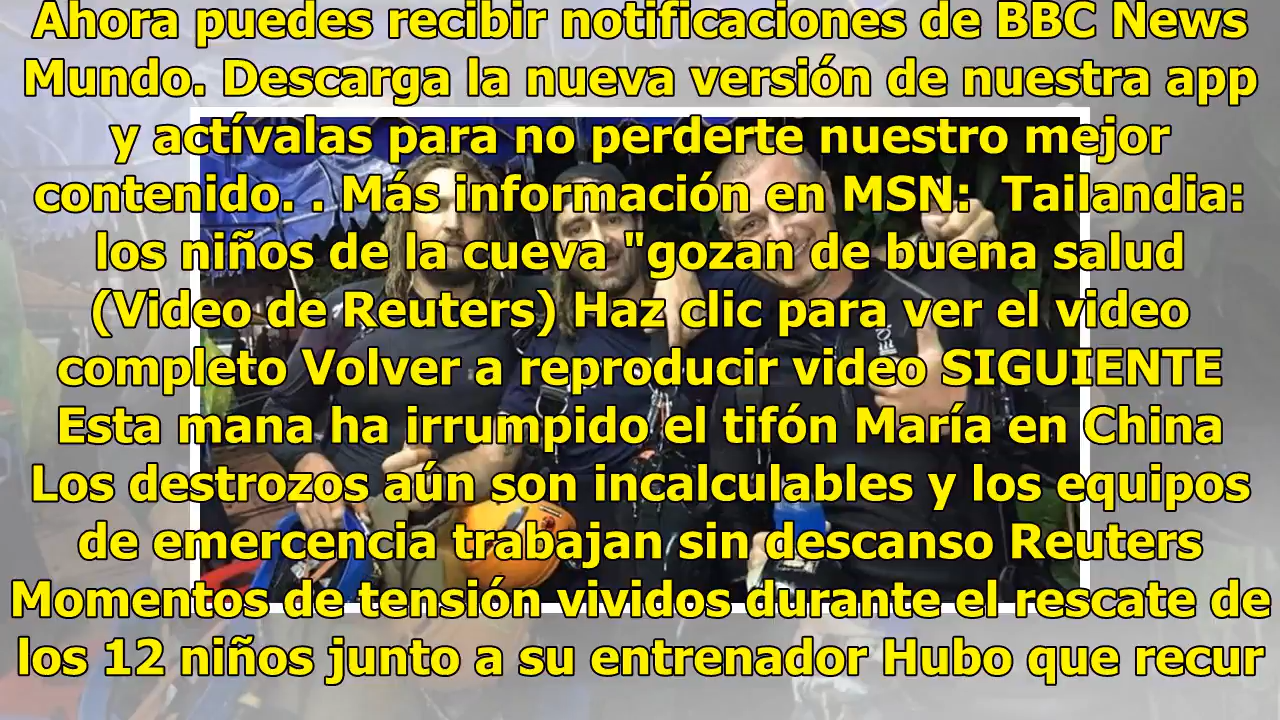 Ahora puedes recibir notificaciones de BBC News
Mundo. Descarga la nueva versión de nuestra app
y actívalas para no perderte nuestro mejor
contenido. . Más información en MSN:  Tailandia:
los niños de la cueva "gozan de buena salud
(Video de Reuters) Haz clic para ver el video
completo Volver a reproducir video SIGUIENTE
Esta mana ha irrumpido el tifón María en China
Los destrozos aún son incalculables y los equipos
de emercencia trabajan sin descanso Reuters
Momentos de tensión vividos durante el rescate de
los 12 niños junto a su entrenador Hubo que recur